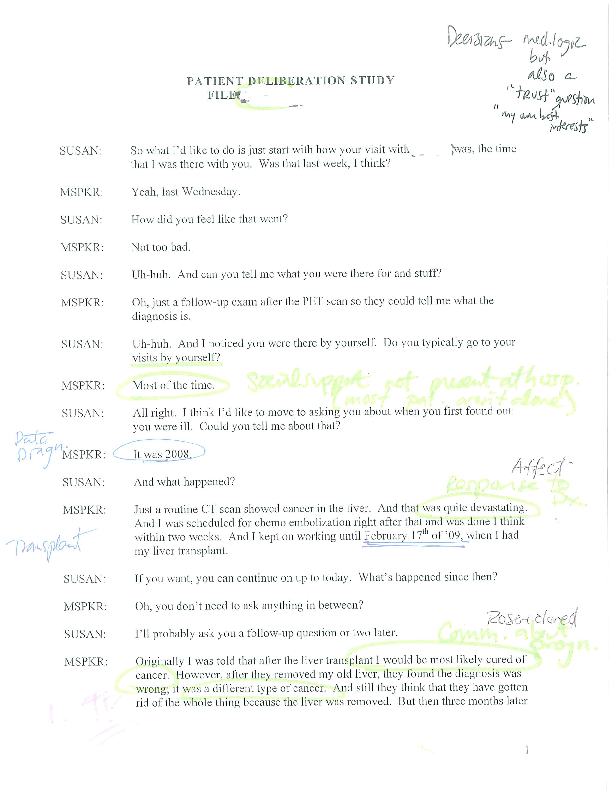 Decisions med. logic
but
also a
"TRUST" question
"my own best
interests"
PATIENT DELIBERATION STUDY
FILE
SUSAN: So what I'd like to do is just start with how your visit with was, the time
that I was there with you. Was that last week, I think?
MSPKR: Yeah, last Wednesday.
SUSAN: How did you feel like that went?
MSPKR: Not too bad.
SUSAN: Uh-huh. And can you tell me what you were there for and stuff?
MSPKR: Oh, just a follow-up exam after the PET scan so they could tell me what the
diagnosis is.
SUSAN: Uh-huh. And I noticed you were there by yourself. Do you typically go to your
visits by yourself?
MSPKR: Most of the time. Social support not present at hosp.
most pat. aren't alone)
SUSAN: All right. I think I'd like to move to asking you about when you first found out
you were ill. Could you tell me about that?
Date
Diagn.
MSPKR: It was 2008.
Affect-
SUSAN: And what happened?
Response to
Dx.
MSPKR: Just a routine CT scan showed cancer in the liver. And that was quite devastating.
And I was scheduled for chemo embolization right after that and was done I think
within two weeks. And I kept on working until February 17th of '09, when I had
my liver transplant.
Transplant
SUSAN: If you want, you can continue on up to today. What's happened since then?
MSPKR: Oh, you don't need to ask anything in between?
SUSAN: I'll probably ask you a follow-up question or two later.
Comm. about
Progn.
MSPKR: Originally I was told that after the liver transplant I would be most likely cured of
cancer. However, after they removed my old liver, they found the diagnosis was
wrong; it was a different type of cancer. And still they think that they have gotten
rid of the whole thing because the liver was removed. But then three months later
1